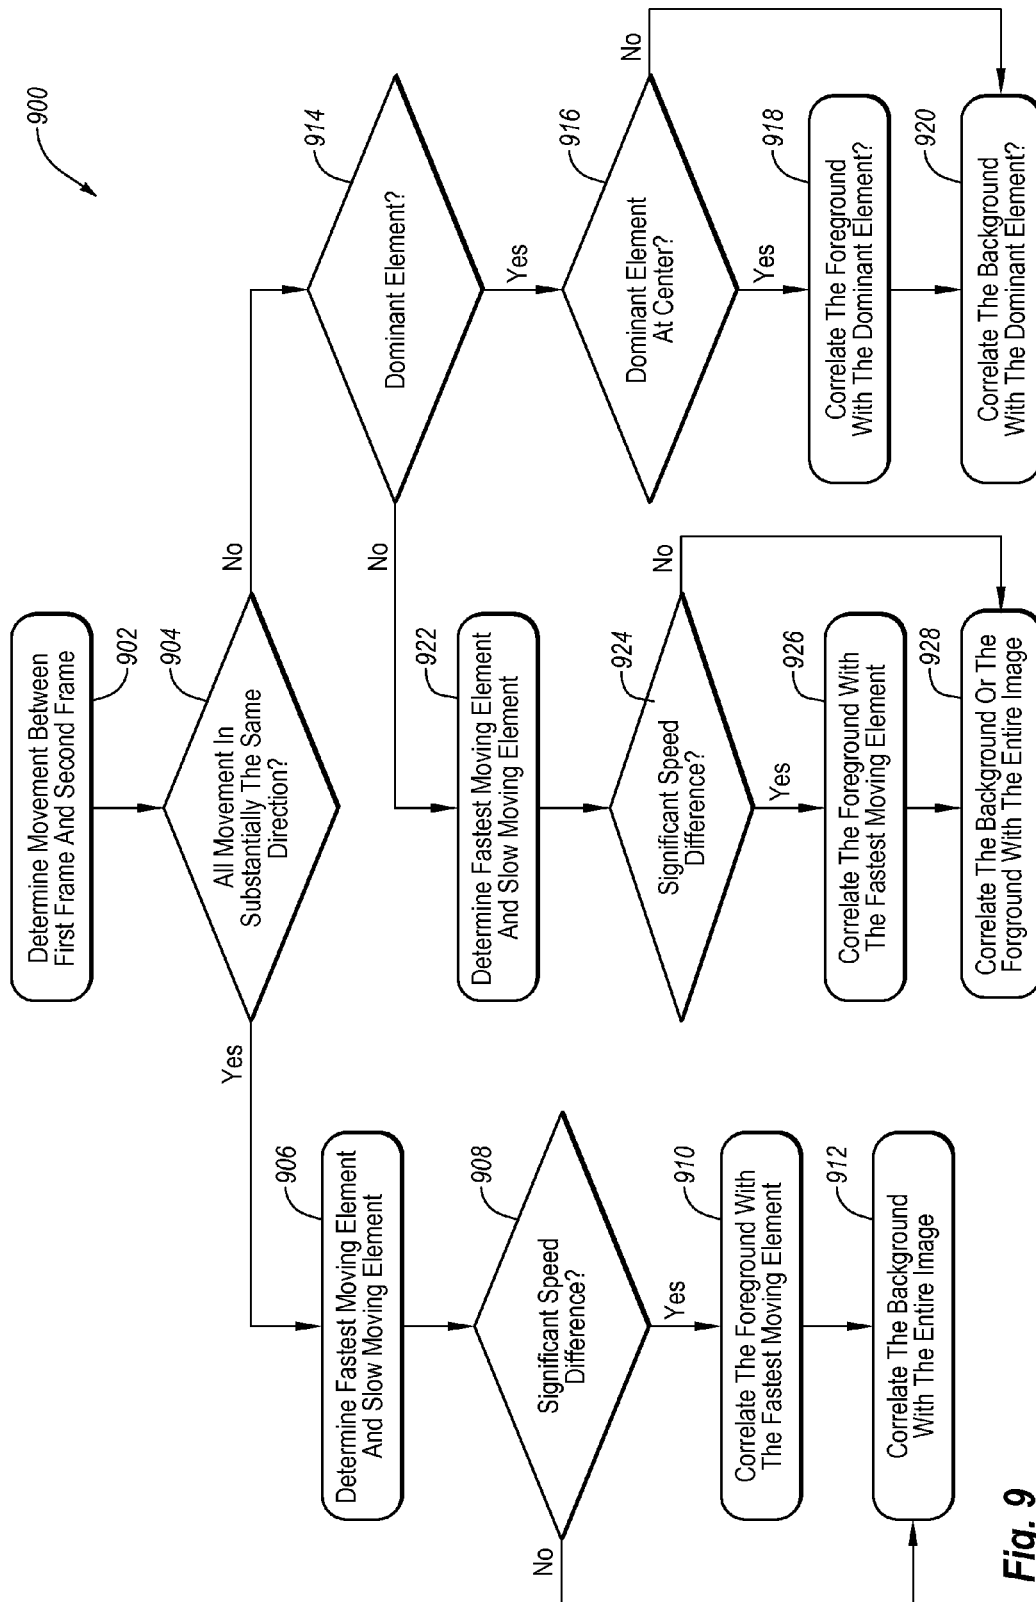 900
Determine Movement Between
First Frame And Second Frame
902
All Movement In
Substantially The Same
Direction?
904
Yes
No
Determine Fastest Moving Element
And Slow Moving Element
906
Significant Speed
Difference?
908
Yes
No
Correlate The Foreground With
The Fastest Moving Element
910
Correlate The Background
With The Entire Image
912
Dominant Element?
914
No
Yes
Dominant Element
At Center?
916
No
Yes
Correlate The Foreground
With The Dominant Element?
918
Correlate The Background
With The Dominant Element?
920
Determine Fastest Moving Element
And Slow Moving Element
922
Significant Speed
Difference?
924
No
Yes
Correlate The Foreground With
The Fastest Moving Element
926
Correlate The Background Or The
Forground With The Entire Image
928
Fig. 9